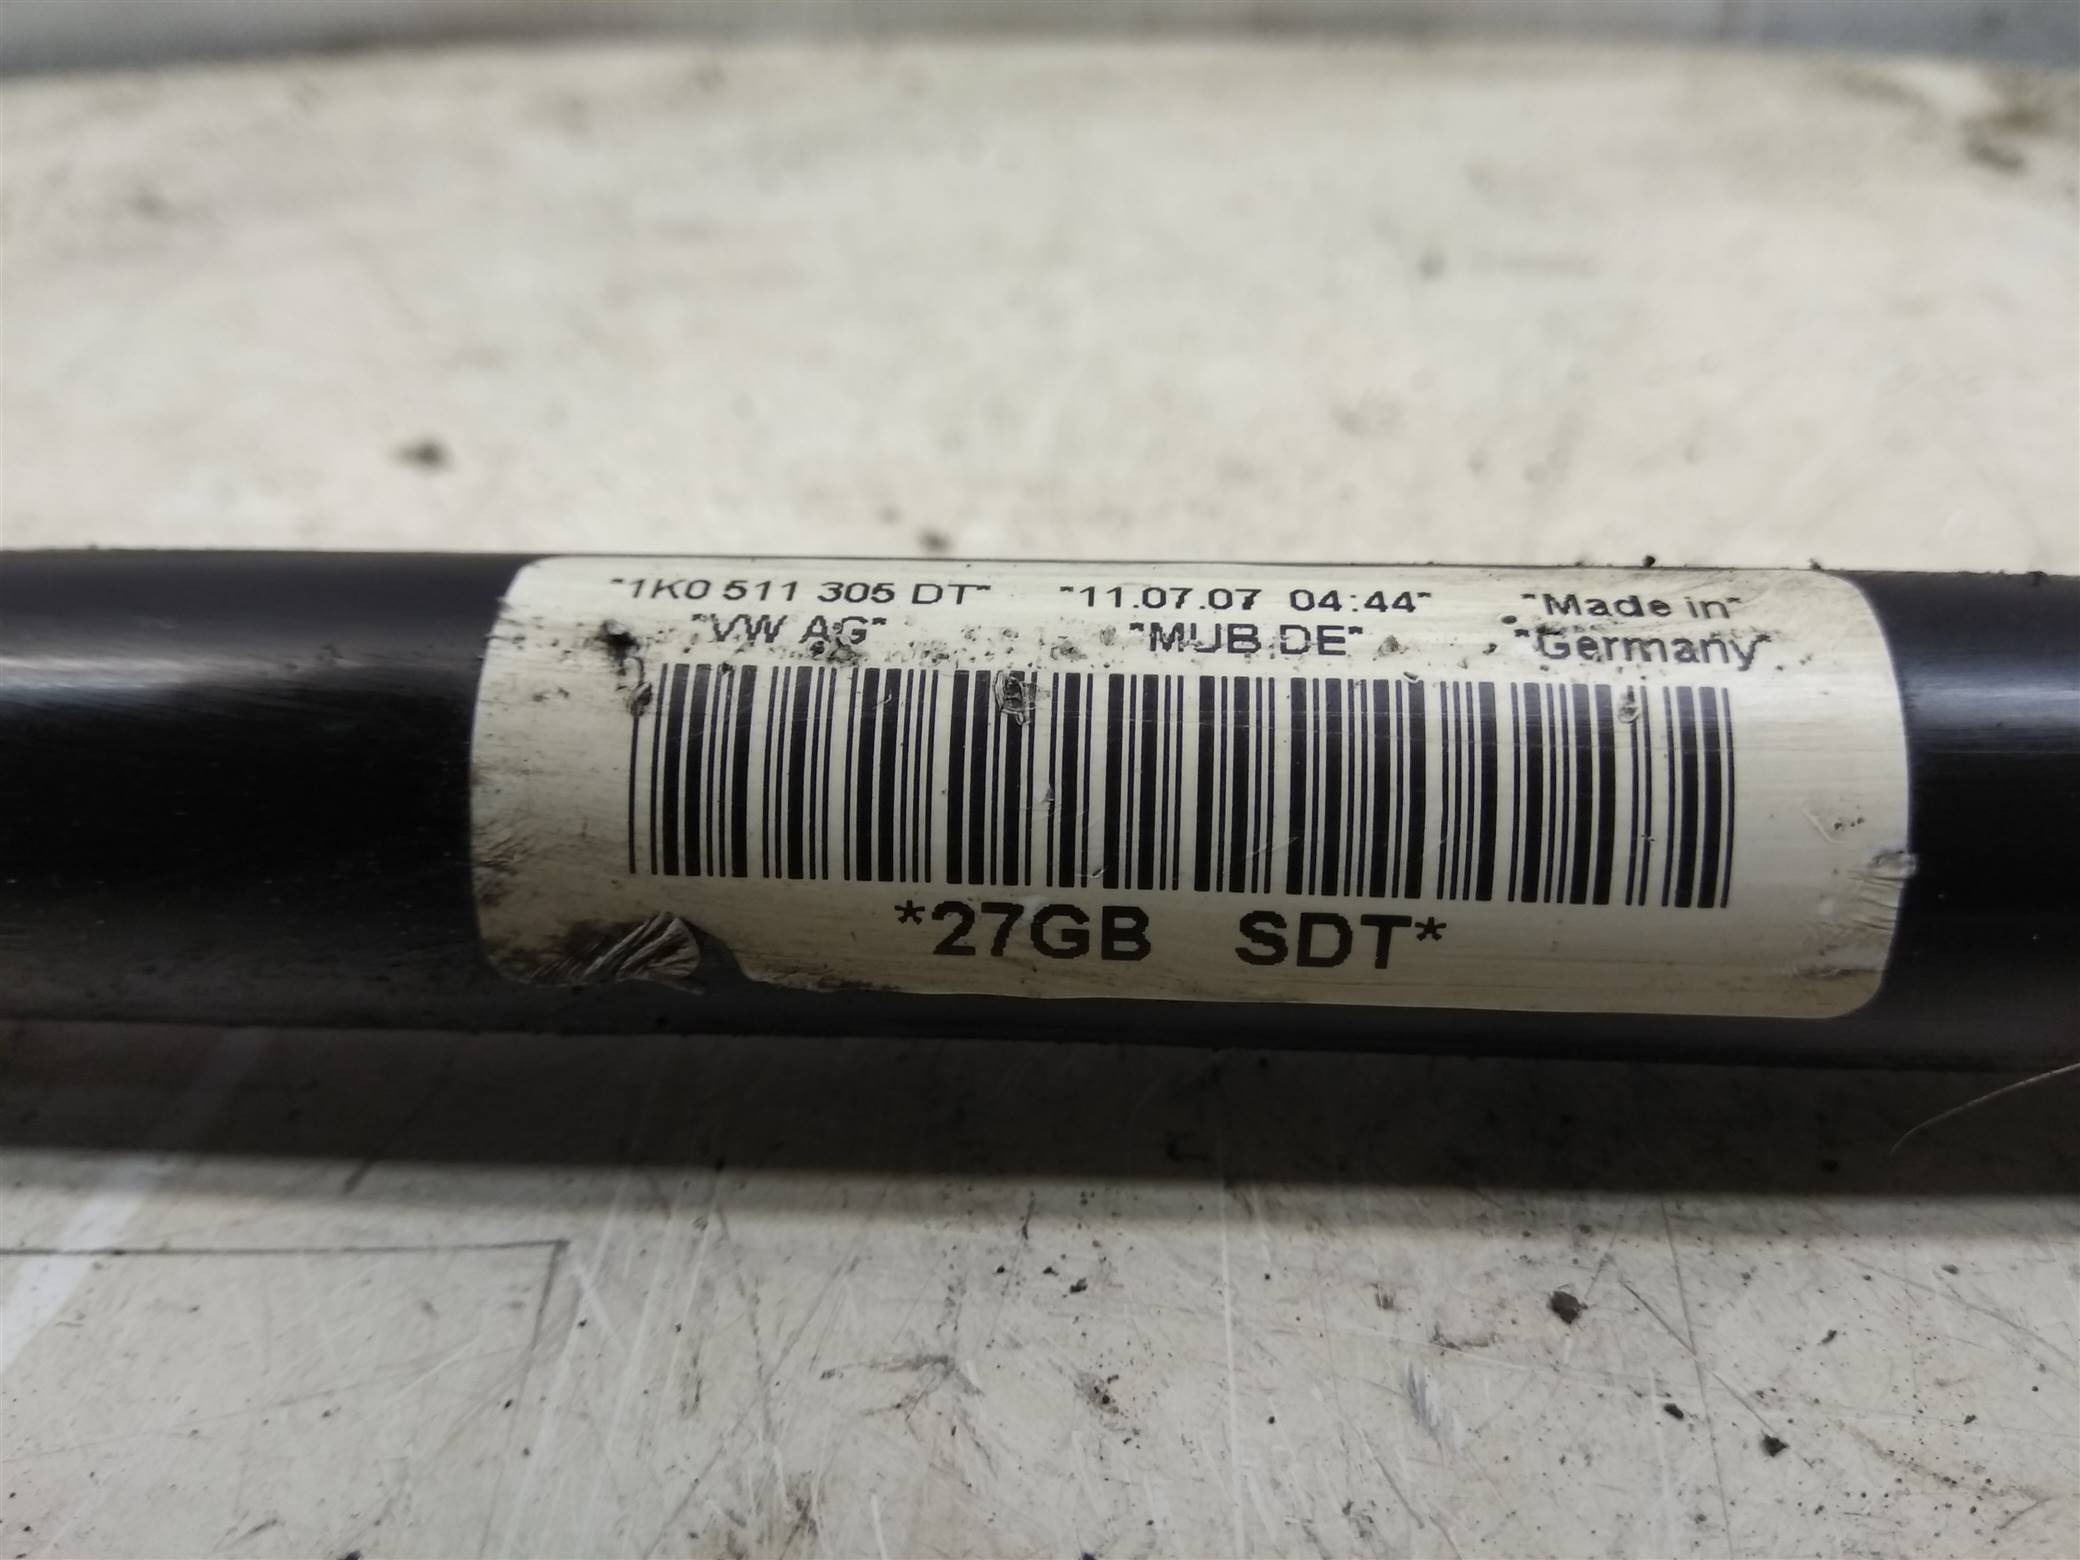 "1K0 511 305 DT" "11.07.07 04:44" "Made in"
"VW AG" "MUB DE" "Germany"
*27GB SDT*